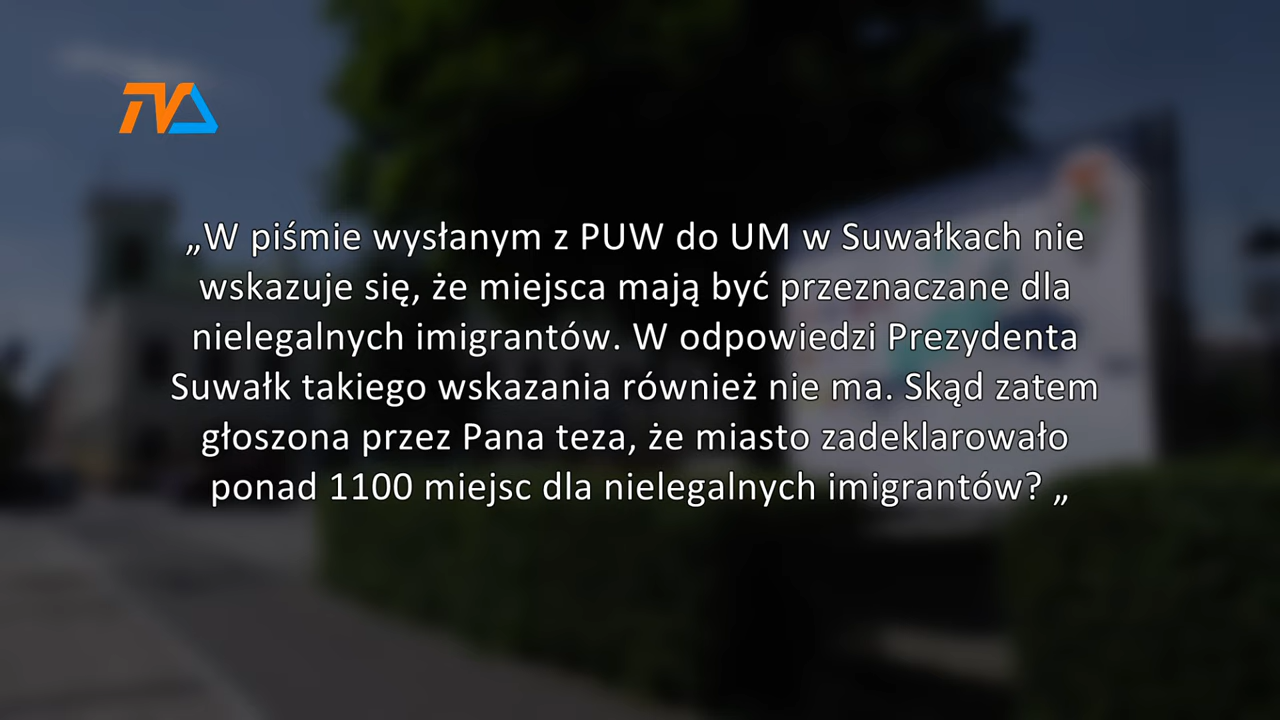 TVA
„W piśmie wysłanym z PUW do UM w Suwałkach nie
wskazuje się, że miejsca mają być przeznaczane dla
nielegalnych imigrantów. W odpowiedzi Prezydenta
Suwałk takiego wskazania również nie ma. Skąd zatem
głoszona przez Pana teza, że miasto zadeklarowało
ponad 1100 miejsc dla nielegalnych imigrantów? „